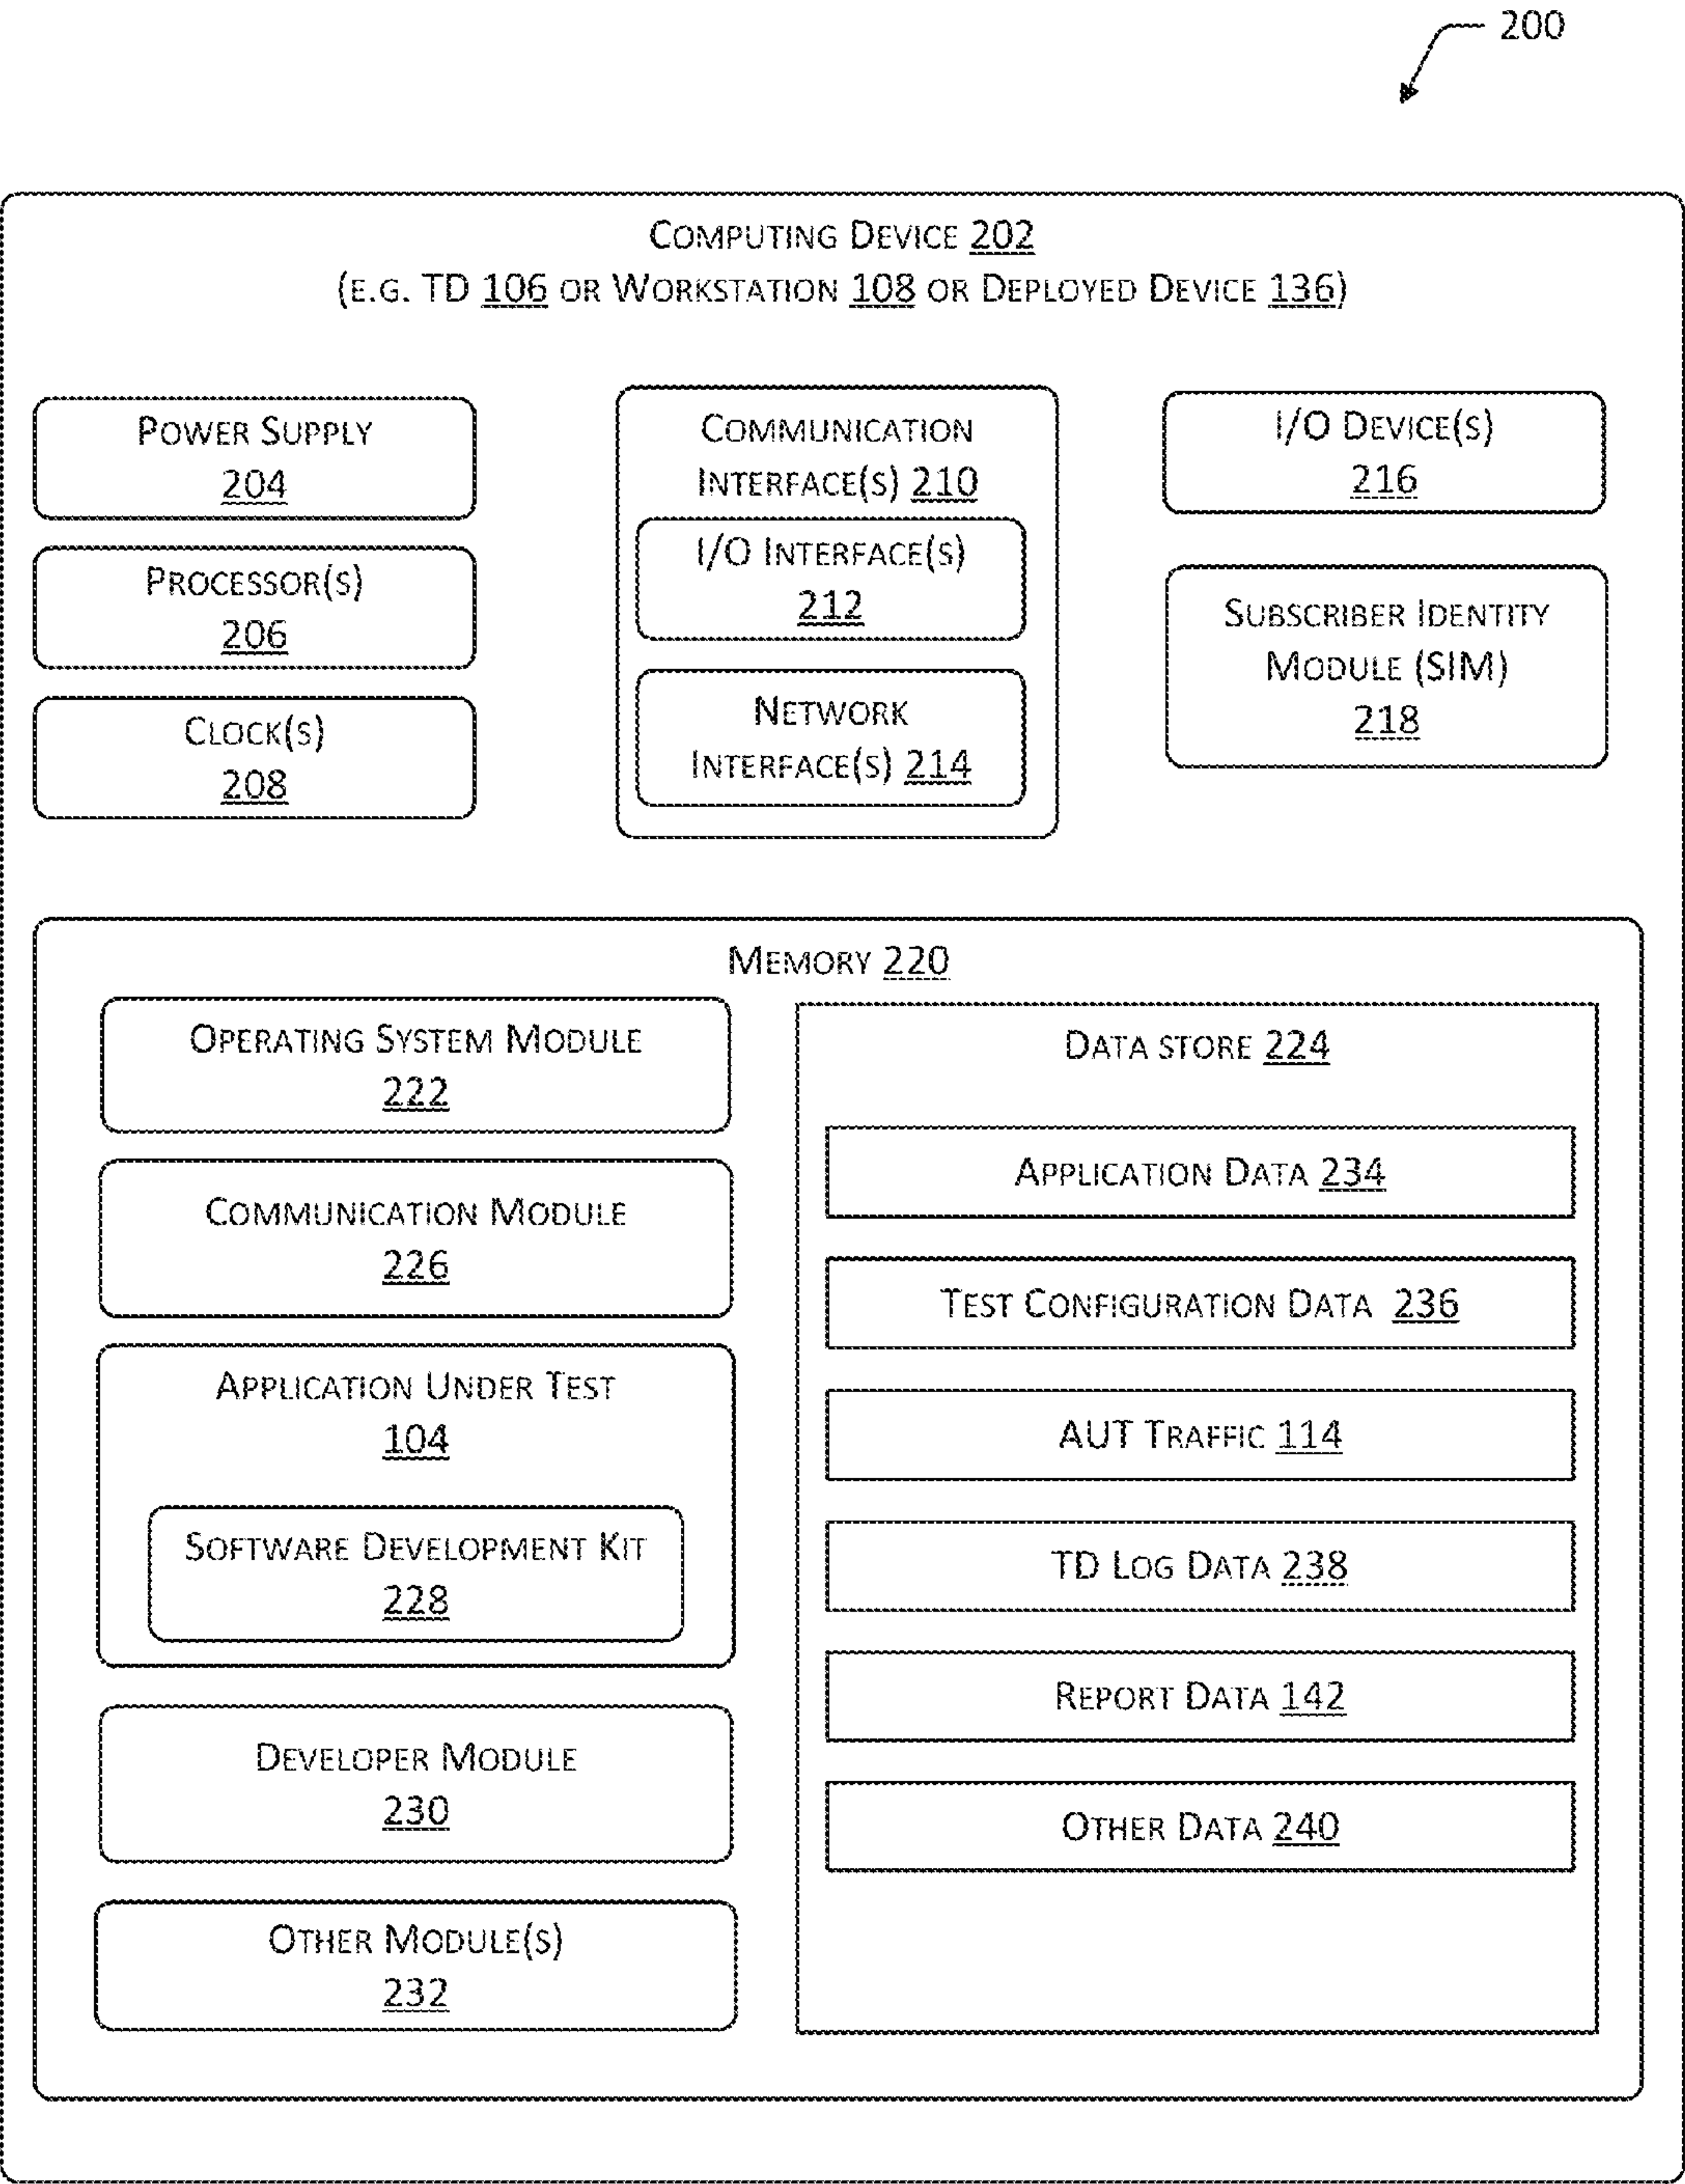 200
Computing Device 202
(e.g. TD 106 or Workstation 108 or Deployed Device 136)
Power Supply
204
Processor(s)
206
Clock(s)
208
Communication
Interface(s) 210
I/O Interface(s)
212
Network
Interface(s) 214
I/O Device(s)
216
Subscriber Identity
Module (SIM)
218
Memory 220
Operating System Module
222
Communication Module
226
Application Under Test
104
Software Development Kit
228
Developer Module
230
Other Module(s)
232
Data store 224
Application Data 234
Test Configuration Data 236
AUT Traffic 114
TD Log Data 238
Report Data 142
Other Data 240